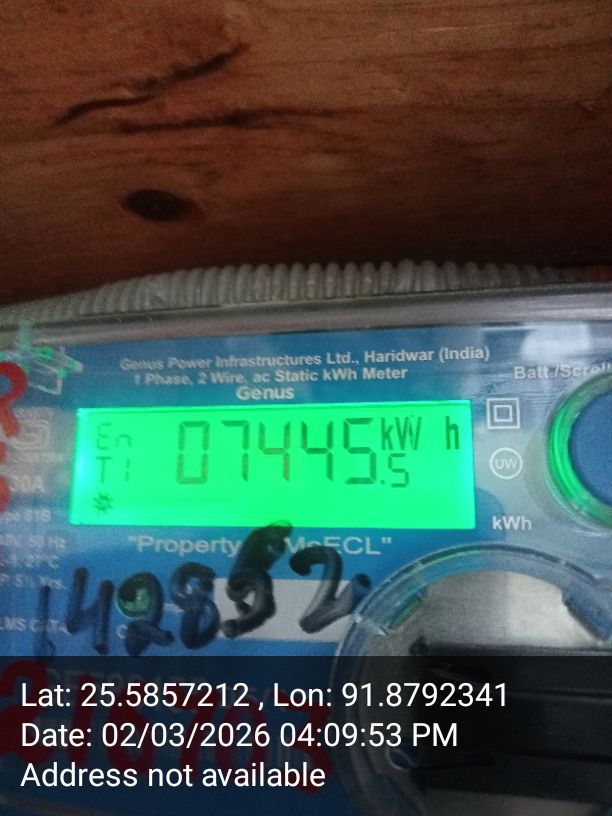 Genus Power Infrastructures Ltd., Haridwar (India)
1 Phase, 2 Wire, ac Static kWh Meter
Genus
Batt./Scroll
En
T1
07445.5 kWh
UW
kWh
"Property MeECL"
142852
Lat: 25.5857212 , Lon: 91.8792341
Date: 02/03/2026 04:09:53 PM
Address not available